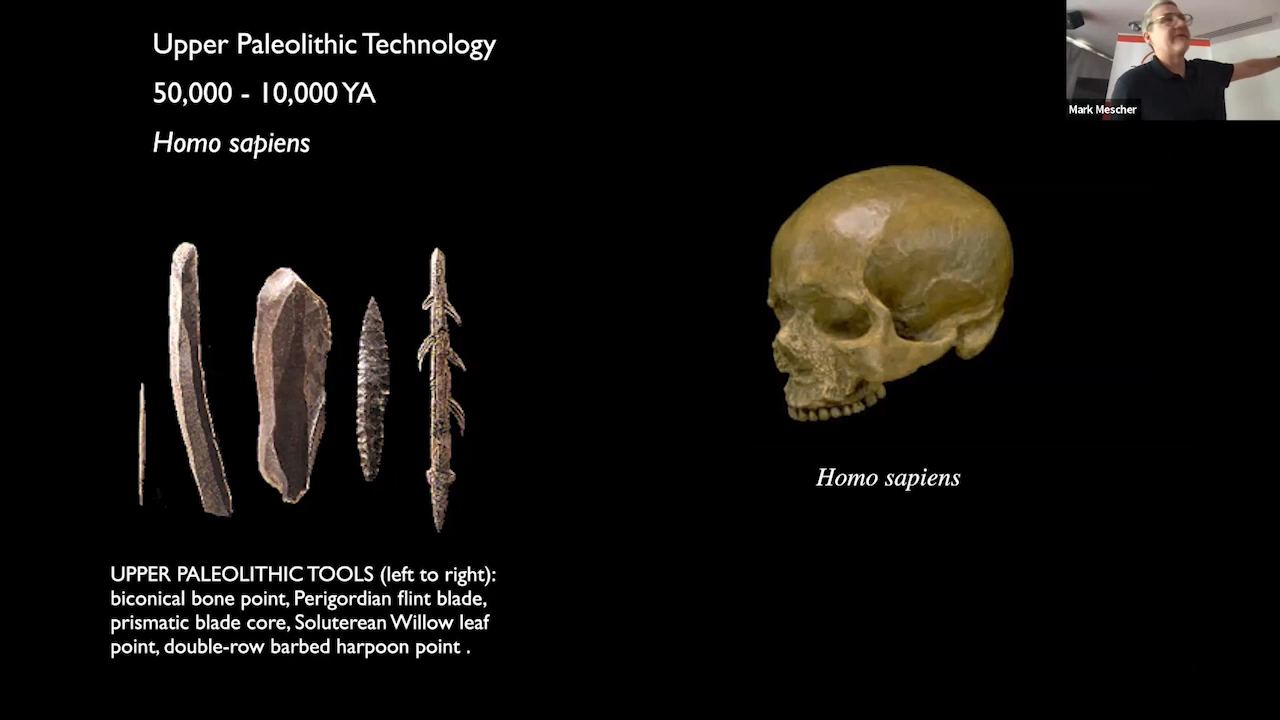 Upper Paleolithic Technology
50,000 - 10,000 YA
Homo sapiens
Mark Mescher
Homo sapiens
UPPER PALEOLITHIC TOOLS (left to right):
biconical bone point, Perigordian flint blade,
prismatic blade core, Soluterean Willow leaf
point, double-row barbed harpoon point .